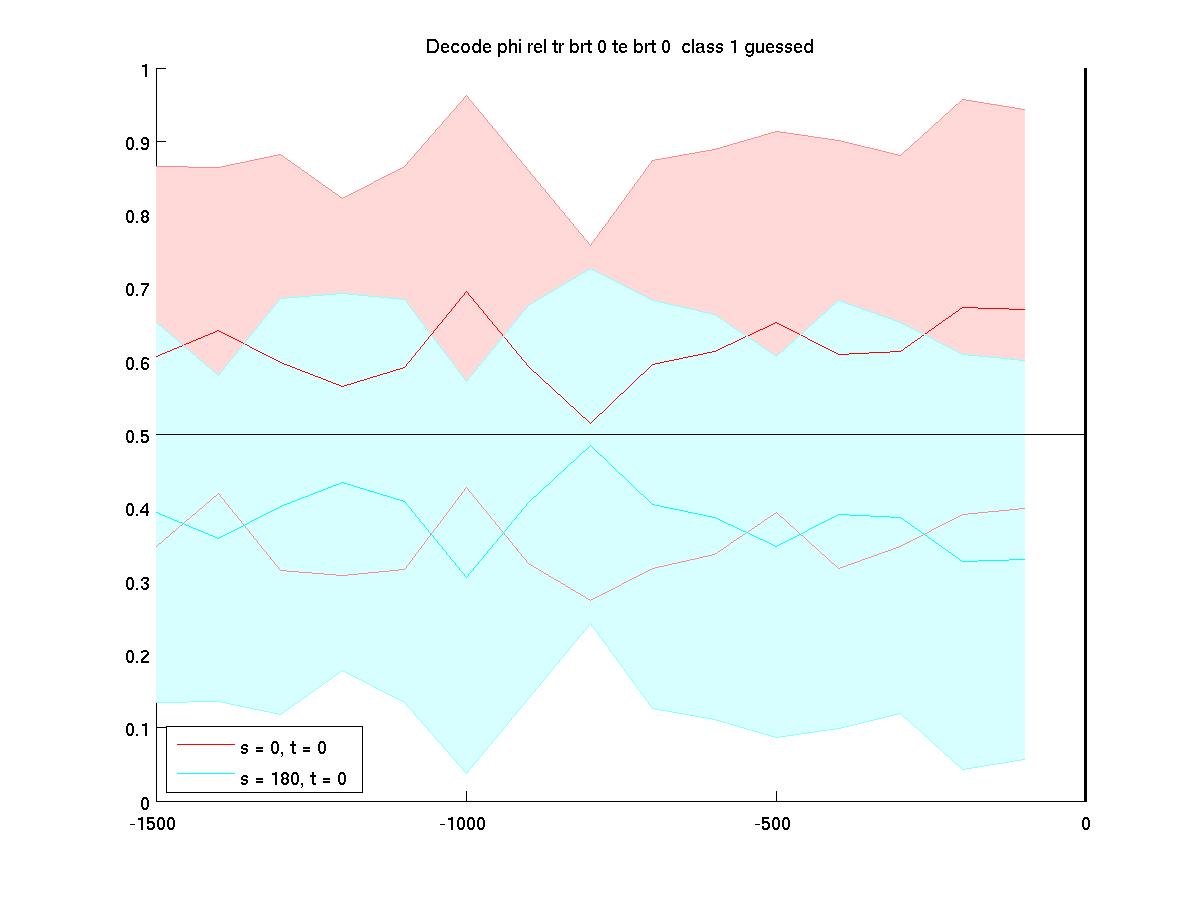 Decode phi rel tr brt 0 te brt 0  class 1 guessed
1
0.9
0.8
0.7
0.6
0.5
0.4
0.3
0.2
0.1
0
s = 0, t = 0
s = 180, t = 0
-1500 -1000 -500 0